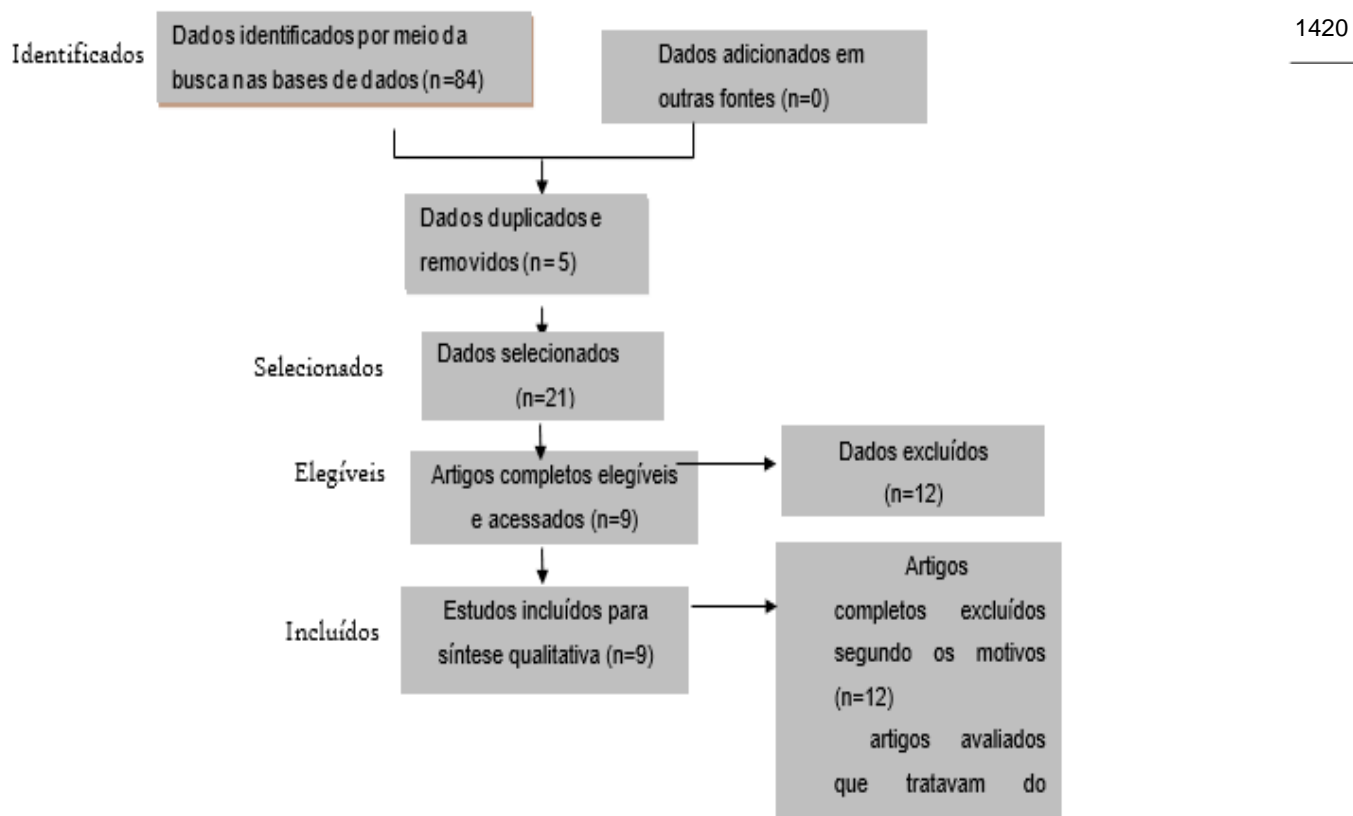 1420
Identificados
Dados identificados por meio da
busca nas bases de dados (n=84)
Dados adicionados em
outras fontes (n=0)
Dados duplicados e
removidos (n=5)
Selecionados
Dados selecionados
(n=21)
Elegíveis
Artigos completos elegíveis
e acessados (n=9)
Dados excluídos
(n=12)
Incluídos
Estudos incluídos para
síntese qualitativa (n=9)
Artigos
completos excluídos
segundo os motivos
(n=12)
artigos avaliados
que tratavam do